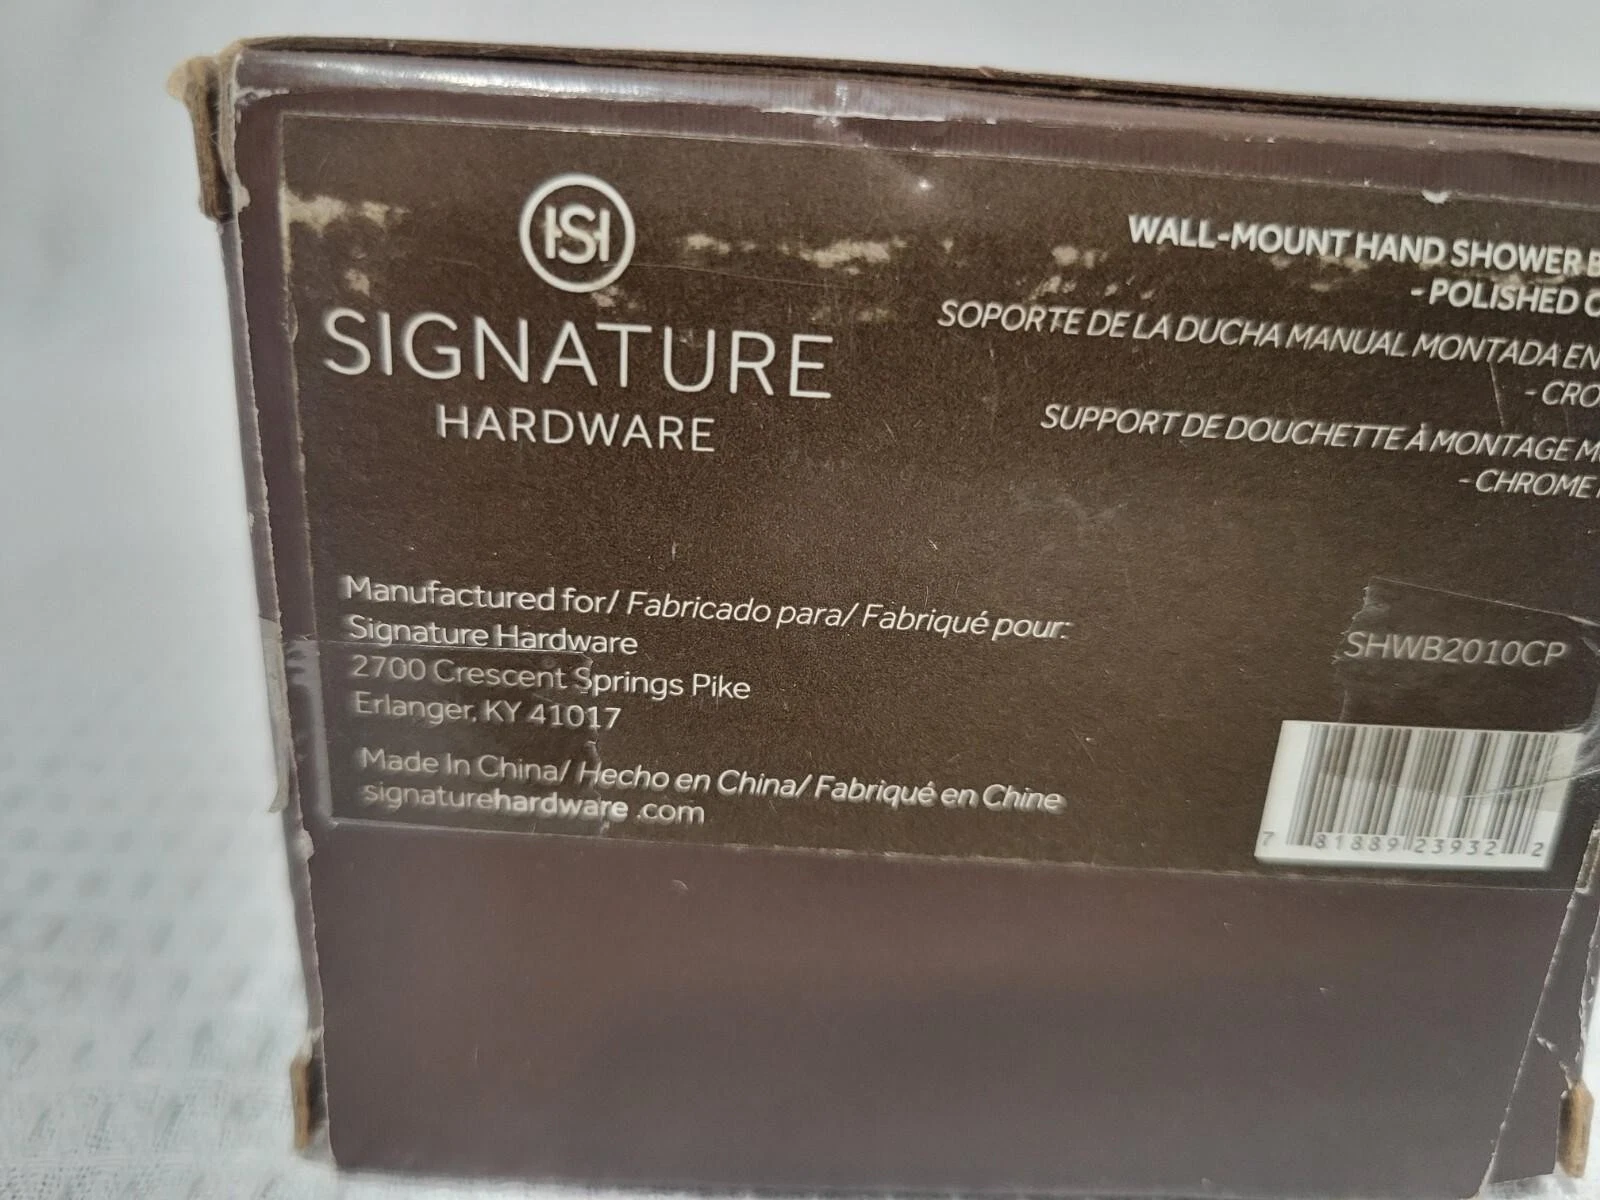 HSH
SIGNATURE
HARDWARE
WALL-MOUNT HAND SHOWER B
- POLISHED
SOPORTE DE LA DUCHA MANUAL MONTADA EN
- CRO
SUPPORT DE DOUCHETTE À MONTAGE M
- CHROME
Manufactured for/ Fabricado para/ Fabriqué pour:
Signature Hardware
2700 Crescent Springs Pike
Erlanger, KY 41017
Made In China/ Hecho en China/ Fabriqué en Chine
signaturehardware.com
SHWB2010CP
7 81889 23932 2